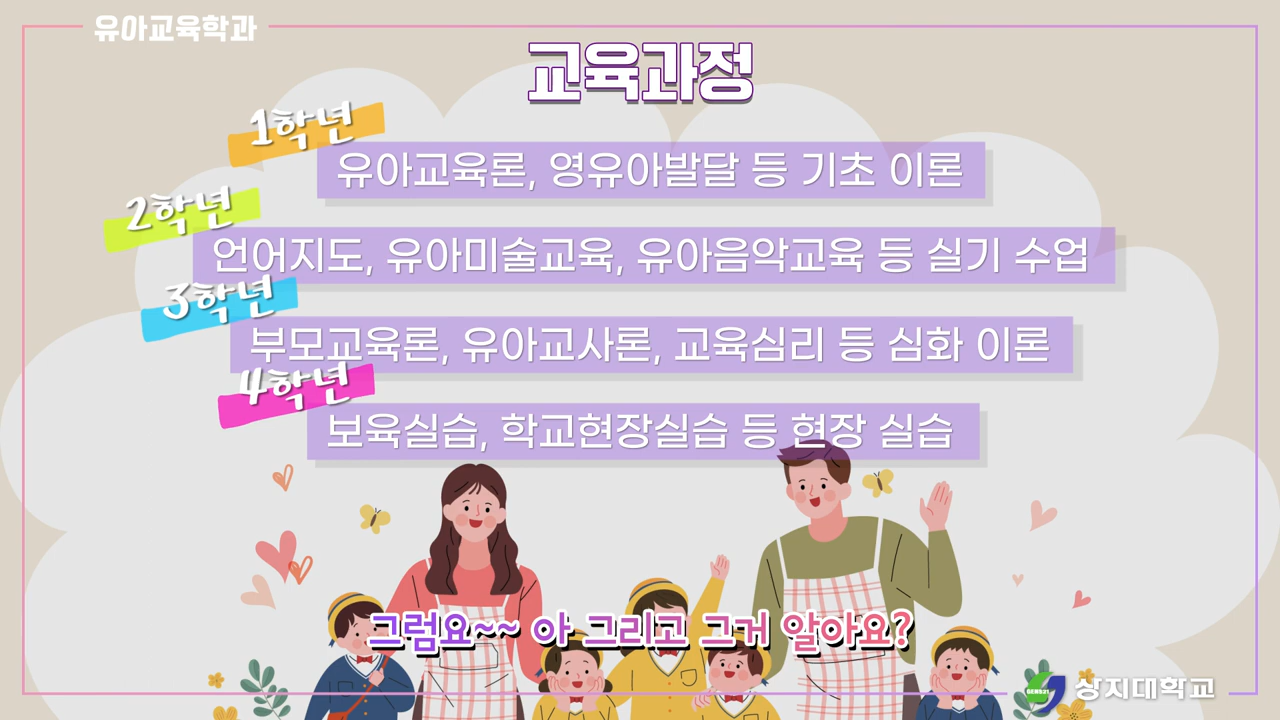 유아교육학과
교육과정
1학년
유아교육론, 영유아발달 등 기초 이론
2학년
언어지도, 유아미술교육, 유아음악교육 등 실기 수업
3학년
부모교육론, 유아교사론, 교육심리 등 심화 이론
4학년
보육실습, 학교현장실습 등 현장 실습
그럼요~~ 아 그리고 그거 알아요?
상지대학교